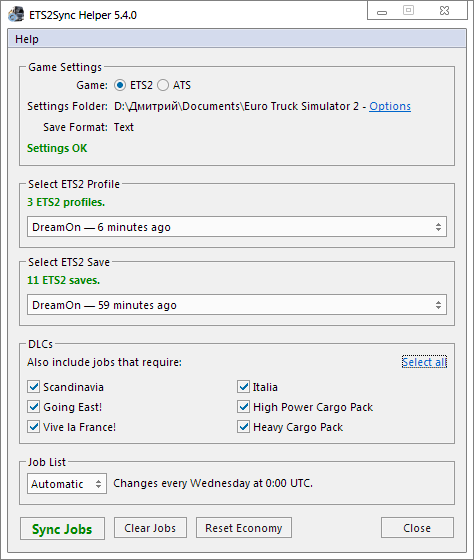 ETS2Sync Helper 5.4.0
Help
Game Settings
Game: ETS2 ATS
Settings Folder: D:\Дмитрий\Documents\Euro Truck Simulator 2 - Options
Save Format: Text
Settings OK
Select ETS2 Profile
3 ETS2 profiles.
DreamOn — 6 minutes ago
Select ETS2 Save
11 ETS2 saves.
DreamOn — 59 minutes ago
DLCs
Also include jobs that require: Select all
Scandinavia Italia
Going East! High Power Cargo Pack
Vive la France! Heavy Cargo Pack
Job List
Automatic Changes every Wednesday at 0:00 UTC.
Sync Jobs Clear Jobs Reset Economy Close